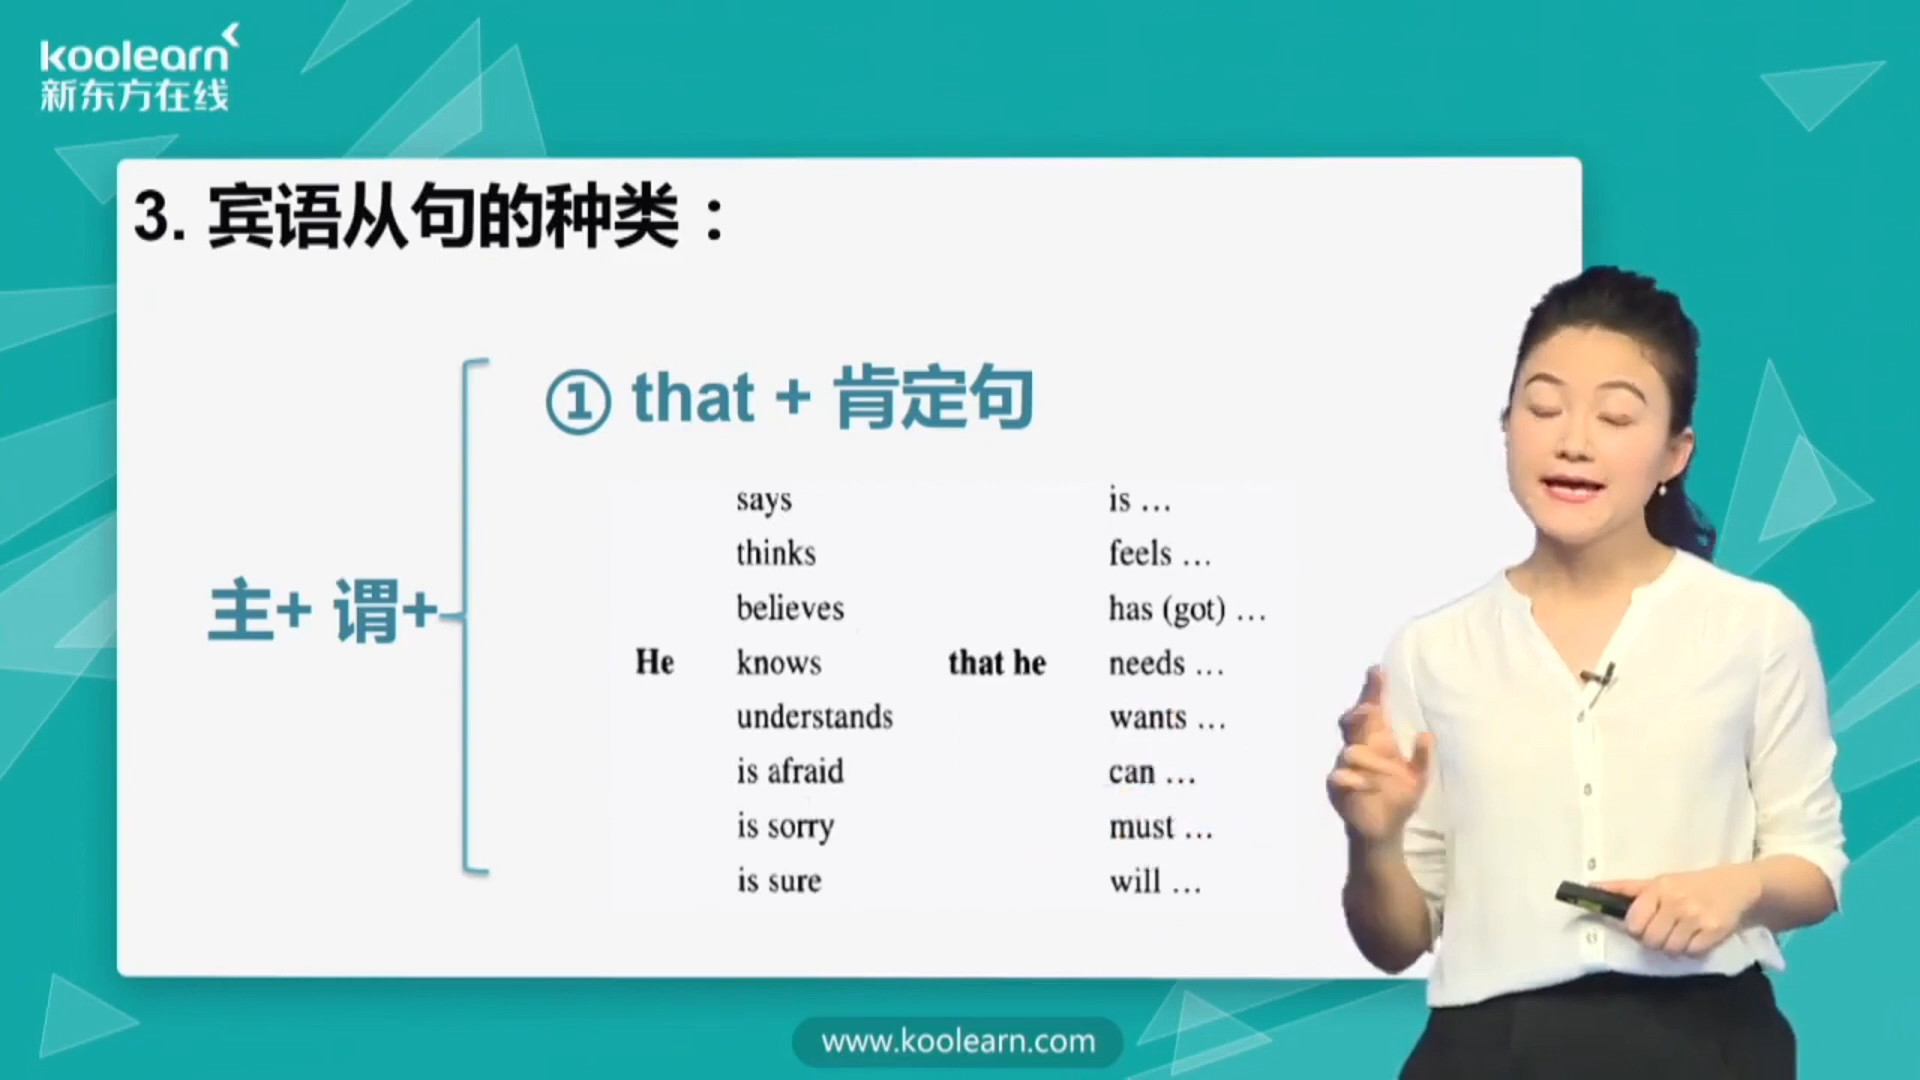 koolearn
新东方在线
3. 宾语从句的种类：
① that + 肯定句
主+ 谓+
says is ...
thinks feels ...
believes has (got) ...
He knows that he needs ...
understands wants ...
is afraid can ...
is sorry must ...
is sure will ...
www.koolearn.com